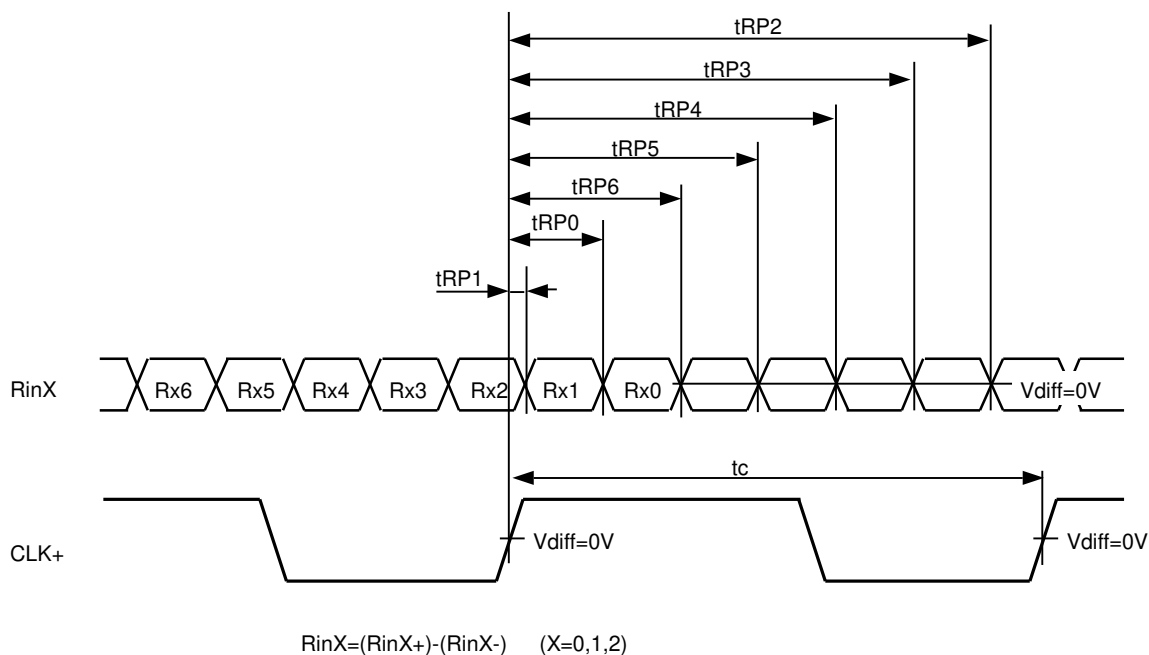 tRP2
tRP3
tRP4
tRP5
tRP6
tRP0
tRP1
RinX Rx6 Rx5 Rx4 Rx3 Rx2 Rx1 Rx0 Vdiff=0V
tc
CLK+ Vdiff=0V Vdiff=0V
RinX=(RinX+)-(RinX-) (X=0,1,2)